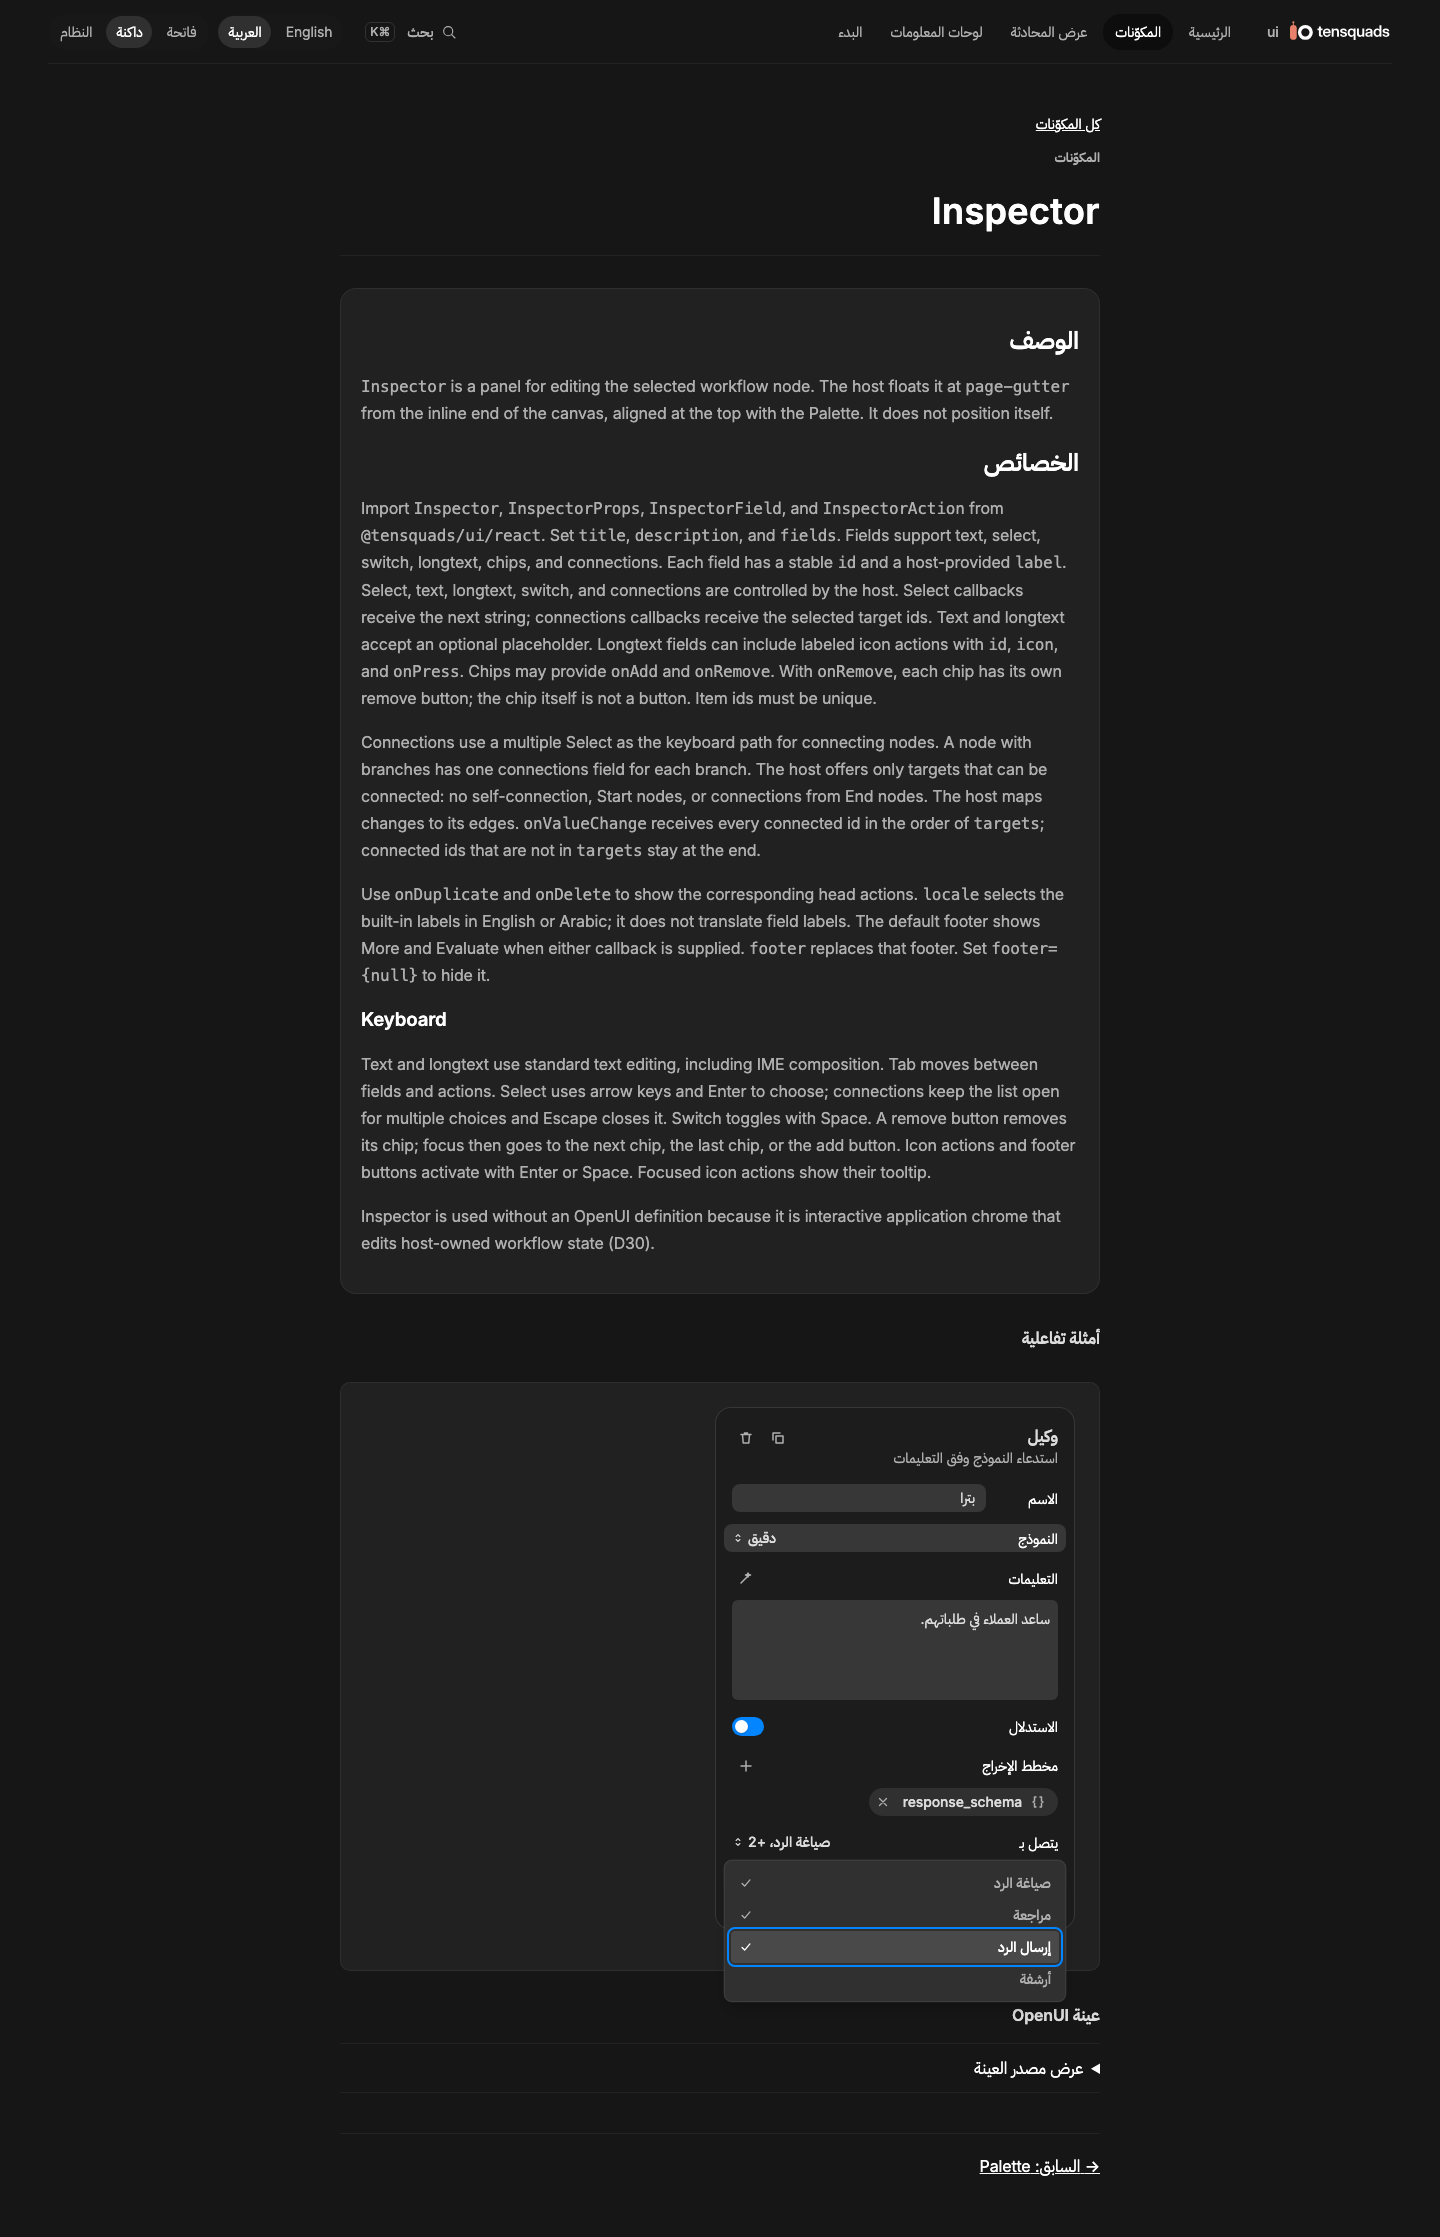 tensquads ui
الرئيسية
المكوّنات
عرض المحادثة
لوحات المعلومات
البدء
بحث
⌘K
English
العربية
فاتحة
داكنة
النظام
كل المكوّنات
المكوّنات
Inspector
الوصف
Inspector is a panel for editing the selected workflow node. The host floats it at page-gutter
from the inline end of the canvas, aligned at the top with the Palette. It does not position itself.
الخصائص
Import Inspector, InspectorProps, InspectorField, and InspectorAction from
@tensquads/ui/react. Set title, description, and fields. Fields support text, select,
switch, longtext, chips, and connections. Each field has a stable id and a host-provided label.
Select, text, longtext, switch, and connections are controlled by the host. Select callbacks
receive the next string; connections callbacks receive the selected target ids. Text and longtext
accept an optional placeholder. Longtext fields can include labeled icon actions with id, icon,
and onPress. Chips may provide onAdd and onRemove. With onRemove, each chip has its own
remove button; the chip itself is not a button. Item ids must be unique.
Connections use a multiple Select as the keyboard path for connecting nodes. A node with
branches has one connections field for each branch. The host offers only targets that can be
connected: no self-connection, Start nodes, or connections from End nodes. The host maps
changes to its edges. onValueChange receives every connected id in the order of targets;
connected ids that are not in targets stay at the end.
Use onDuplicate and onDelete to show the corresponding head actions. locale selects the
built-in labels in English or Arabic; it does not translate field labels. The default footer shows
More and Evaluate when either callback is supplied. footer replaces that footer. Set footer=
{null} to hide it.
Keyboard
Text and longtext use standard text editing, including IME composition. Tab moves between
fields and actions. Select uses arrow keys and Enter to choose; connections keep the list open
for multiple choices and Escape closes it. Switch toggles with Space. A remove button removes
its chip; focus then goes to the next chip, the last chip, or the add button. Icon actions and footer
buttons activate with Enter or Space. Focused icon actions show their tooltip.
Inspector is used without an OpenUI definition because it is interactive application chrome that
edits host-owned workflow state (D30).
أمثلة تفاعلية
وكيل
استدعاء النموذج وفق التعليمات
الاسم
بترا
النموذج
دقيق
التعليمات
ساعد العملاء في طلباتهم.
الاستدلال
مخطط الإخراج
{} response_schema
يتصل بـ
صياغة الرد، +2
صياغة الرد
مراجعة
إرسال الرد
أرشفة
عينة OpenUI
عرض مصدر العينة
→ السابق: Palette